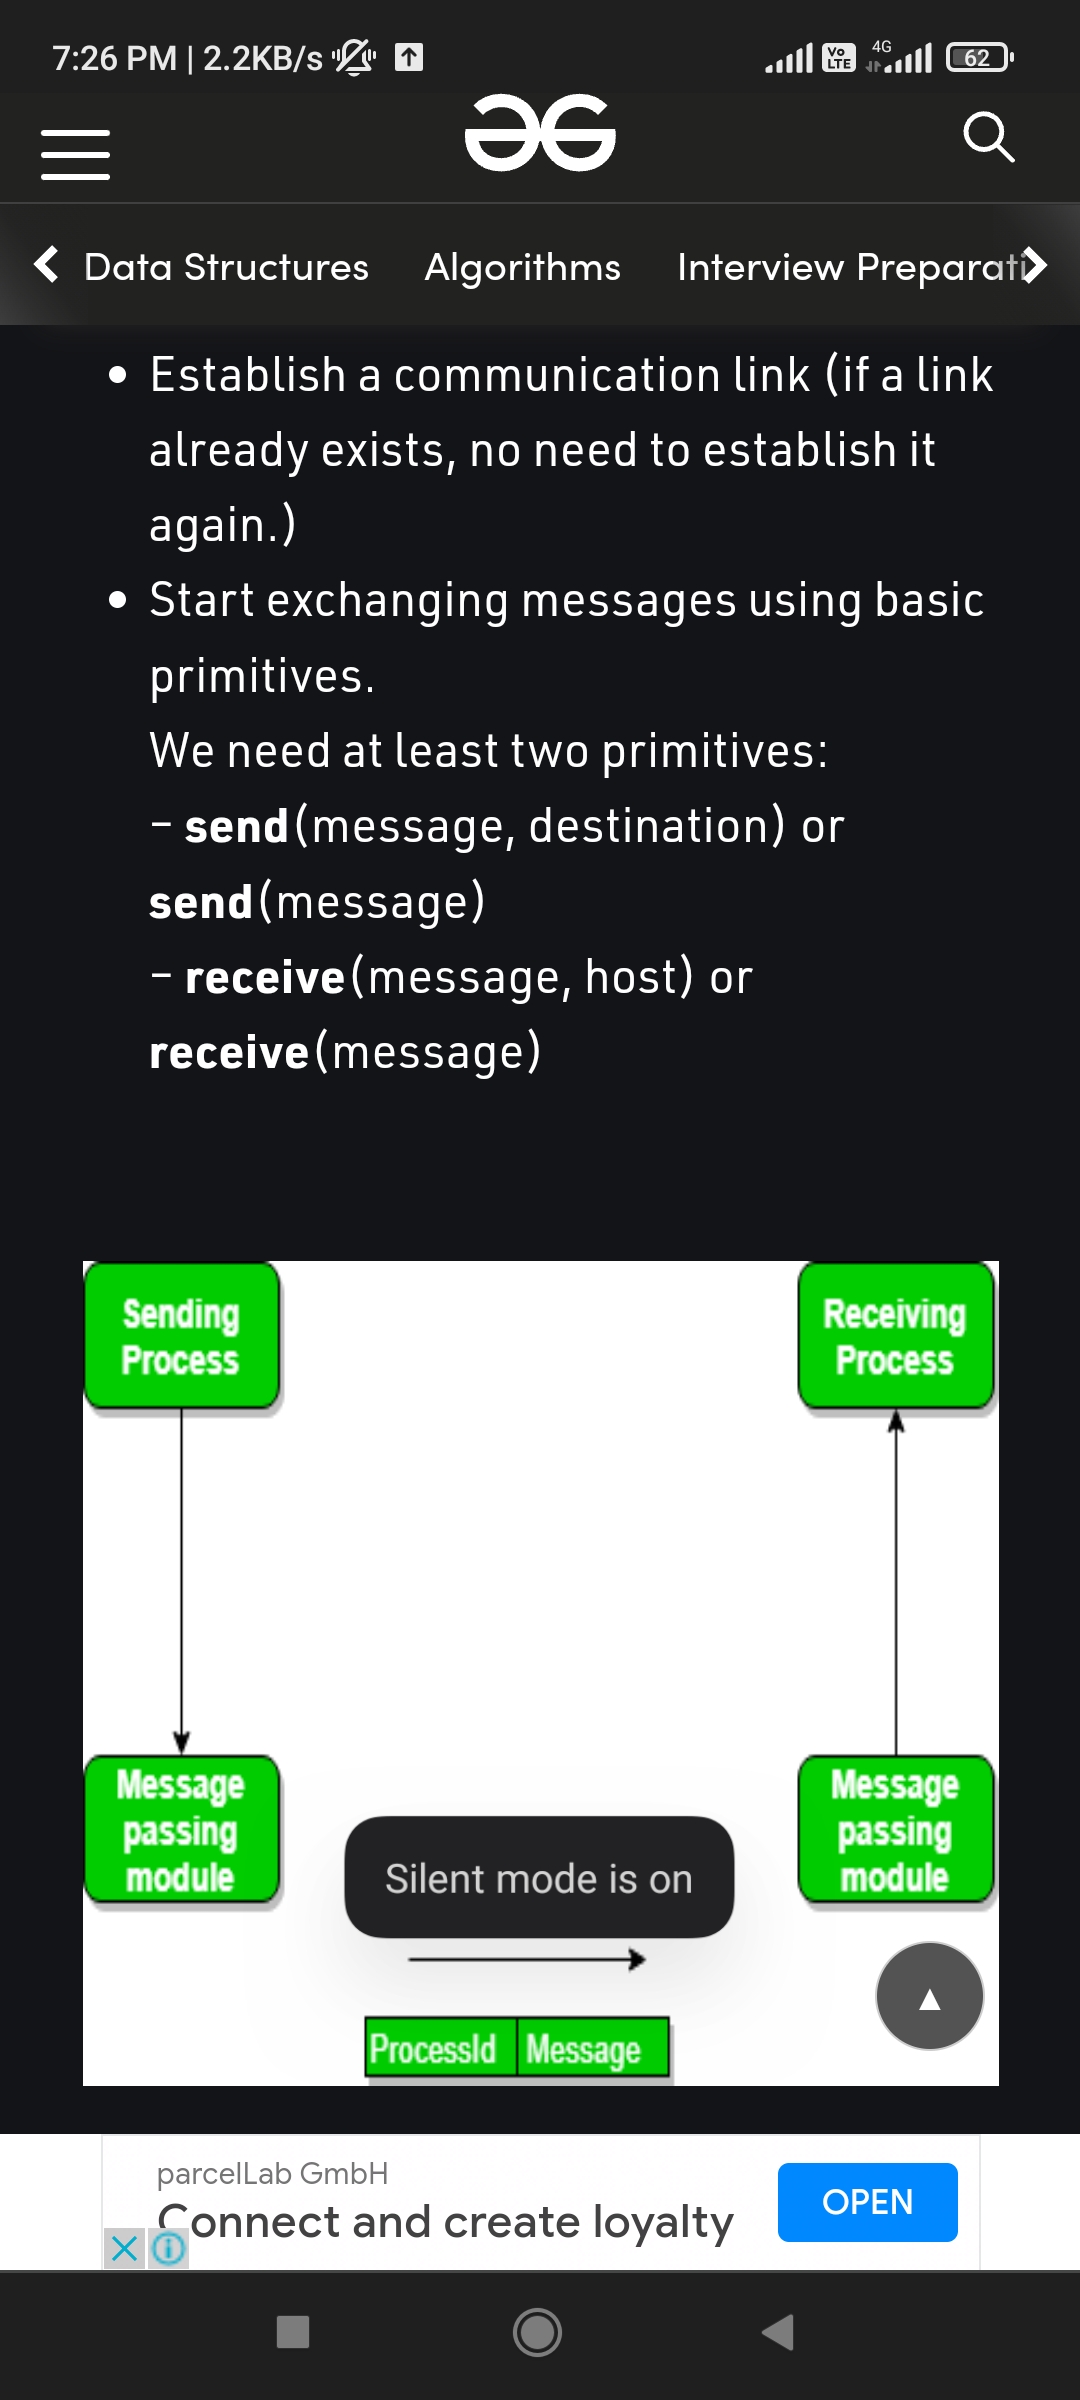 7:26 PM | 2.2KB/s
Vo LTE
4G
62
Data Structures Algorithms Interview Preparati
• Establish a communication link (if a link
already exists, no need to establish it
again.)
• Start exchanging messages using basic
primitives.
We need at least two primitives:
– send(message, destination) or
send(message)
– receive(message, host) or
receive(message)
Sending
Process
Receiving
Process
Message
passing
module
Message
passing
module
Silent mode is on
ProcessId Message
parcelLab GmbH
Connect and create loyalty
OPEN